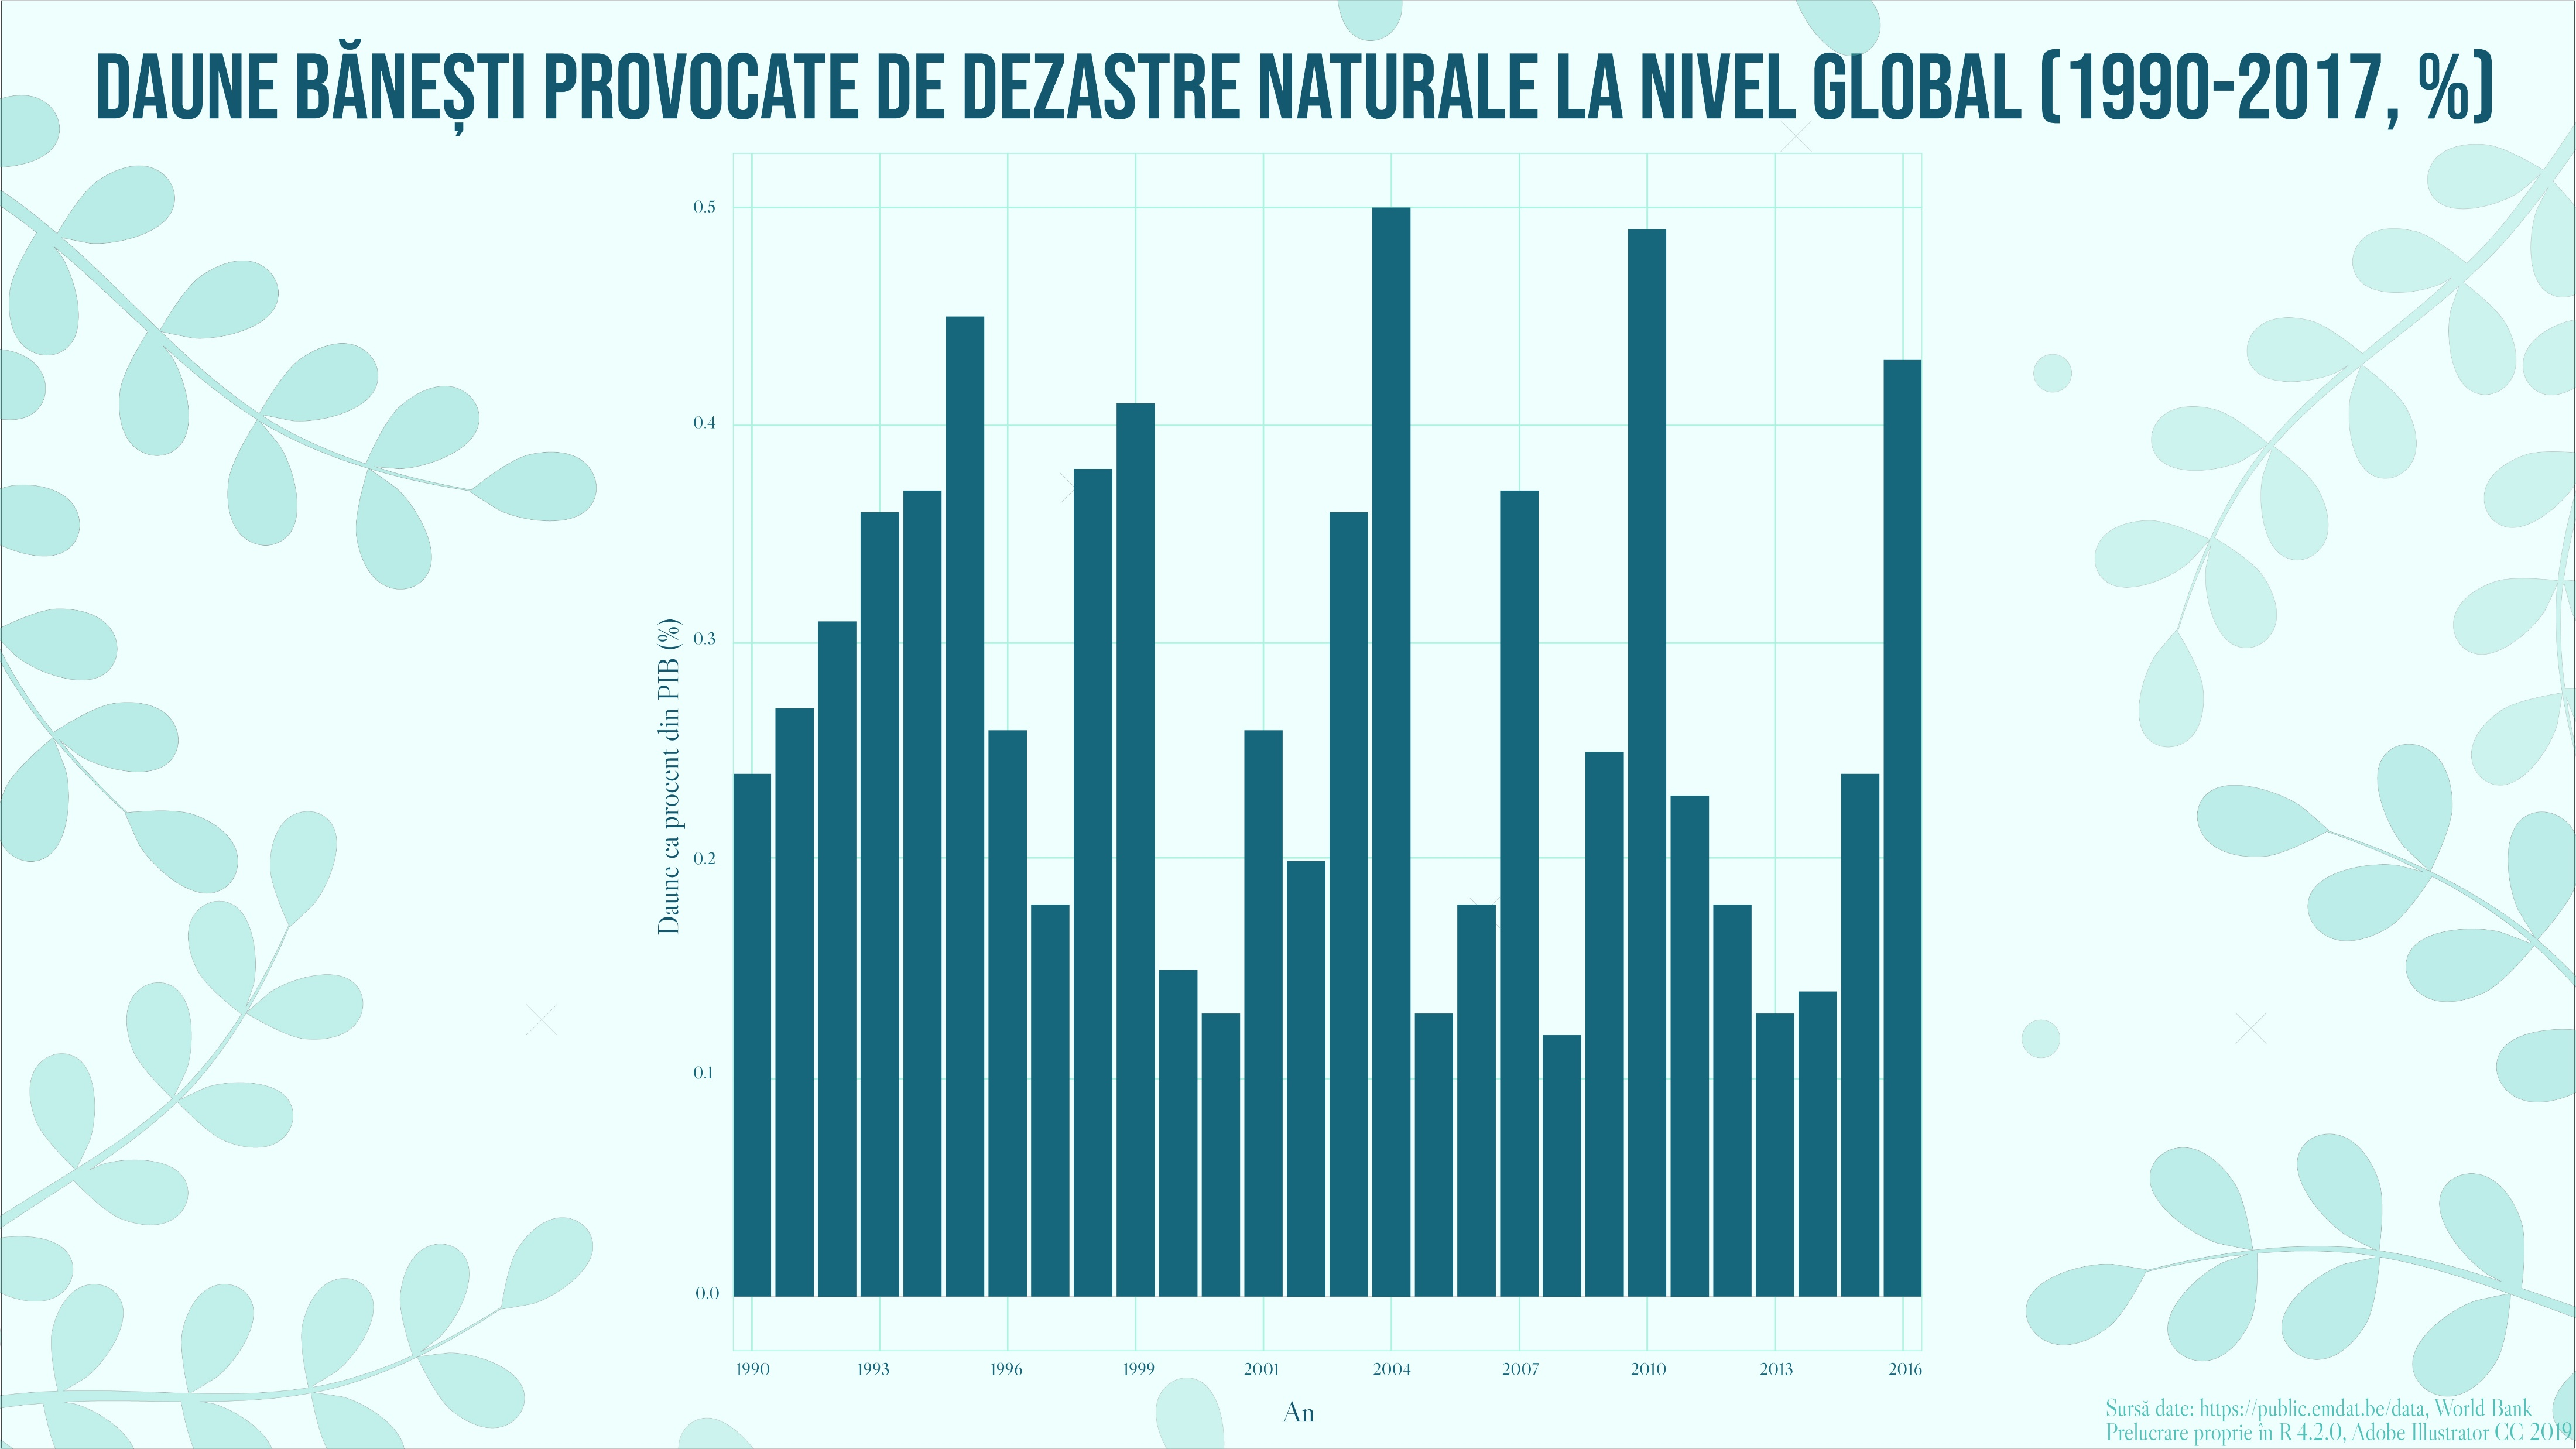 DAUNE BĂNEȘTI PROVOCATE DE DEZASTRE NATURALE LA NIVEL GLOBAL (1990-2017, %)
0.5
0.4
0.3
0.2
0.1
0.0
Daune ca procent din PIB (%)
1990 1993 1996 1999 2001 2004 2007 2010 2013 2016
An
Sursă date: https://public.emdat.be/data, World Bank
Prelucrare proprie în R 4.2.0, Adobe Illustrator CC 2019